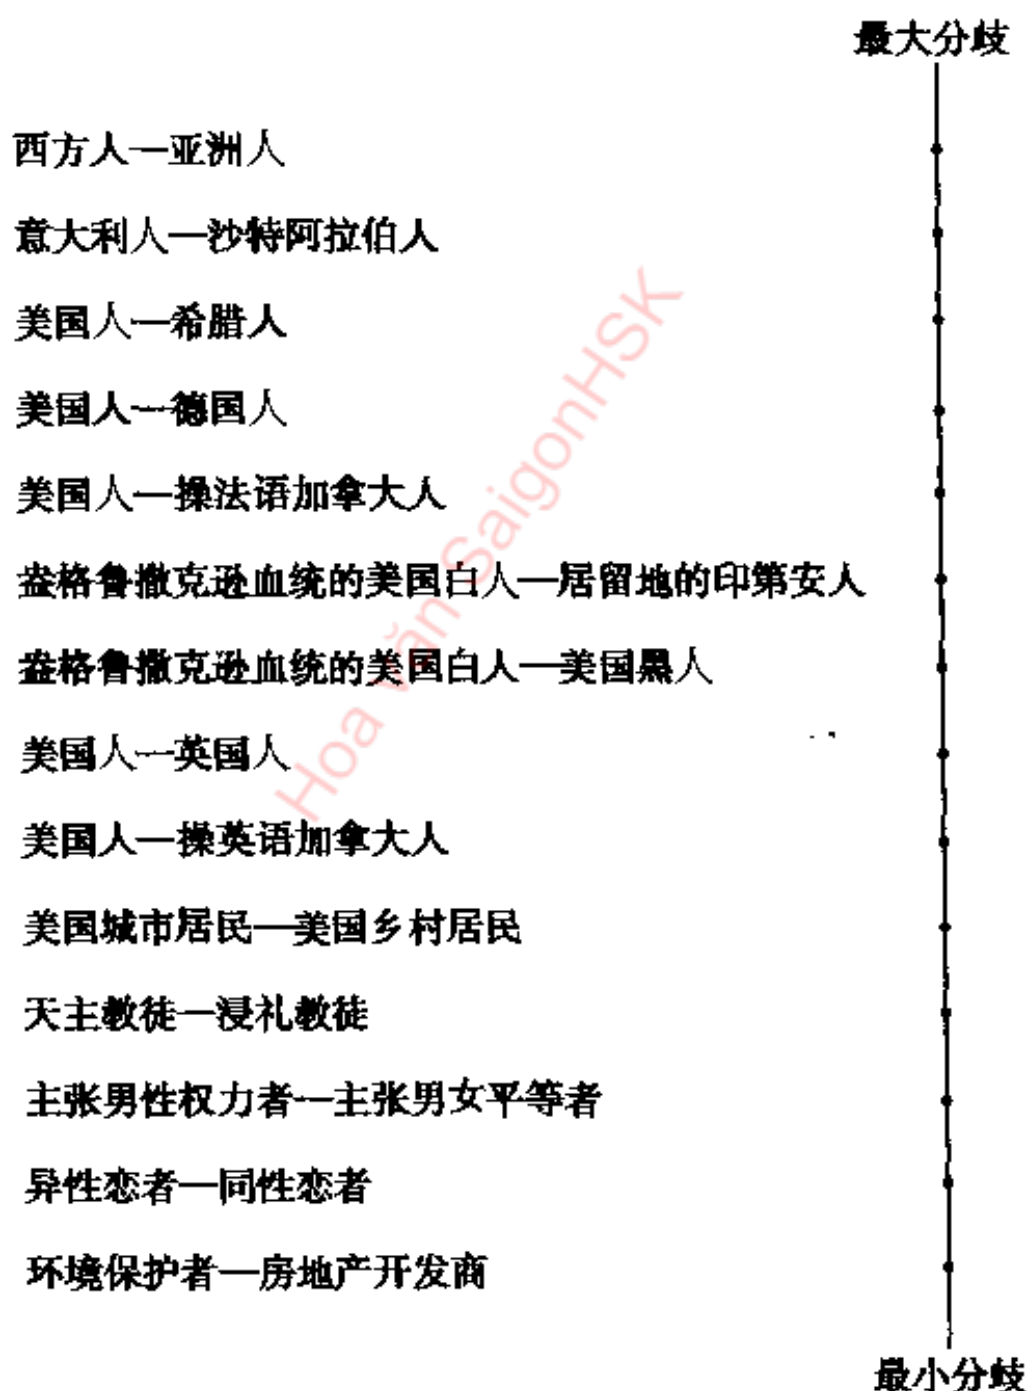 最大分歧
西方人—亚洲人
意大利人—沙特阿拉伯人
美国人—希腊人
美国人—德国人
美国人—操法语加拿大人
盎格鲁撒克逊血统的美国白人—居留地的印第安人
盎格鲁撒克逊血统的美国白人—美国黑人
美国人—英国人
美国人—操英语加拿大人
美国城市居民—美国乡村居民
天主教徒—浸礼教徒
主张男性权力者—主张男女平等者
异性恋者—同性恋者
环境保护者—房地产开发商
最小分歧
Hoa văn SaigonHSK